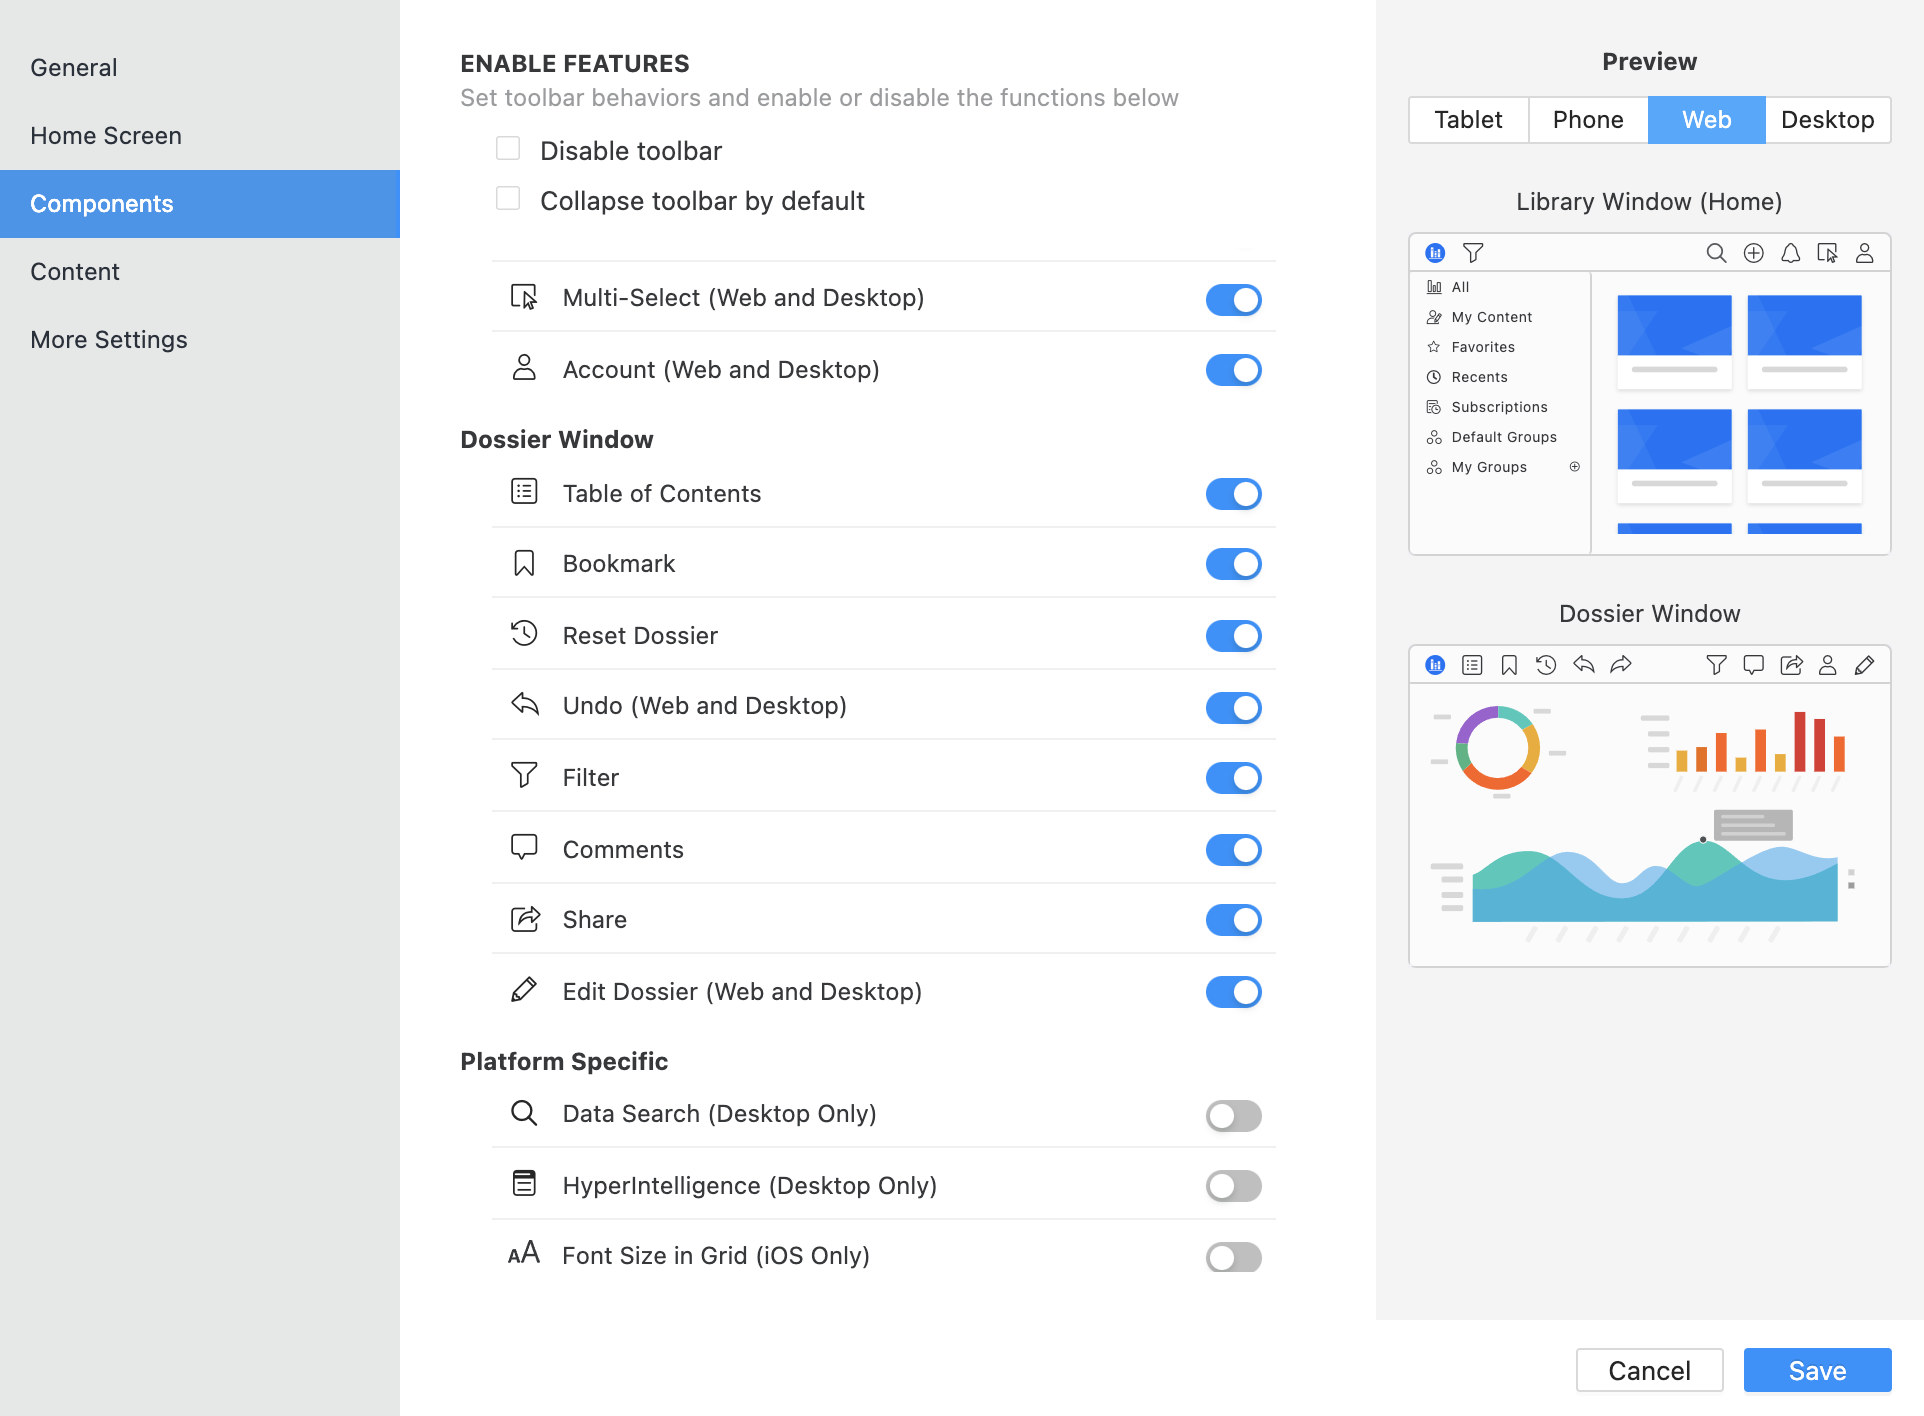 General
Home Screen
Components
Content
More Settings
ENABLE FEATURES
Set toolbar behaviors and enable or disable the functions below
Disable toolbar
Collapse toolbar by default
Multi-Select (Web and Desktop)
Account (Web and Desktop)
Dossier Window
Table of Contents
Bookmark
Reset Dossier
Undo (Web and Desktop)
Filter
Comments
Share
Edit Dossier (Web and Desktop)
Platform Specific
Data Search (Desktop Only)
HyperIntelligence (Desktop Only)
AA Font Size in Grid (iOS Only)
Preview
Tablet Phone Web Desktop
Library Window (Home)
All
My Content
Favorites
Recents
Subscriptions
Default Groups
My Groups
Dossier Window
Cancel Save